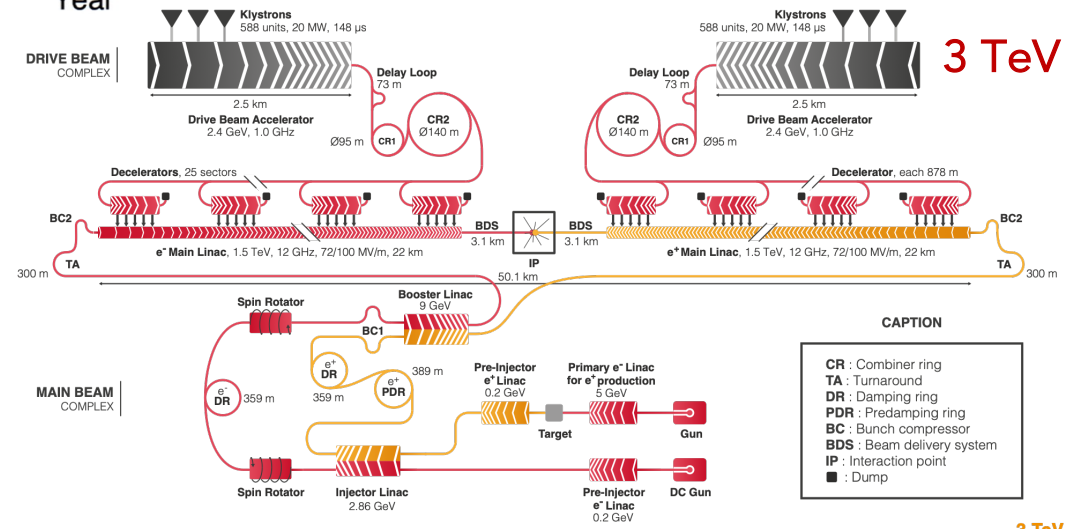 Year
Klystrons
588 units, 20 MW, 148 μs
Klystrons
588 units, 20 MW, 148 μs
3 TeV
DRIVE BEAM
COMPLEX
Delay Loop
73 m
Delay Loop
73 m
2.5 km
2.5 km
Drive Beam Accelerator
2.4 GeV, 1.0 GHz
Drive Beam Accelerator
2.4 GeV, 1.0 GHz
CR2
Ø140 m
CR2
Ø140 m
Ø95 m
CR1
CR1
Ø95 m
Decelerators, 25 sectors
Decelerator, each 878 m
BC2
BDS
3.1 km
BDS
3.1 km
BC2
e- Main Linac, 1.5 TeV, 12 GHz, 72/100 MV/m, 22 km
e+ Main Linac, 1.5 TeV, 12 GHz, 72/100 MV/m, 22 km
IP
TA
TA
300 m
300 m
50.1 km
Booster Linac
9 GeV
Spin Rotator
BC1
CAPTION
MAIN BEAM
COMPLEX
e-
DR
359 m
e+
DR
359 m
e+
PDR
389 m
Pre-Injector
e+ Linac
0.2 GeV
Primary e- Linac
for e+ production
5 GeV
Target
Gun
Spin Rotator
Injector Linac
2.86 GeV
Pre-Injector
e- Linac
0.2 GeV
DC Gun
CR : Combiner ring
TA : Turnaround
DR : Damping ring
PDR : Predamping ring
BC : Bunch compressor
BDS : Beam delivery system
IP : Interaction point
: Dump
3 TeV